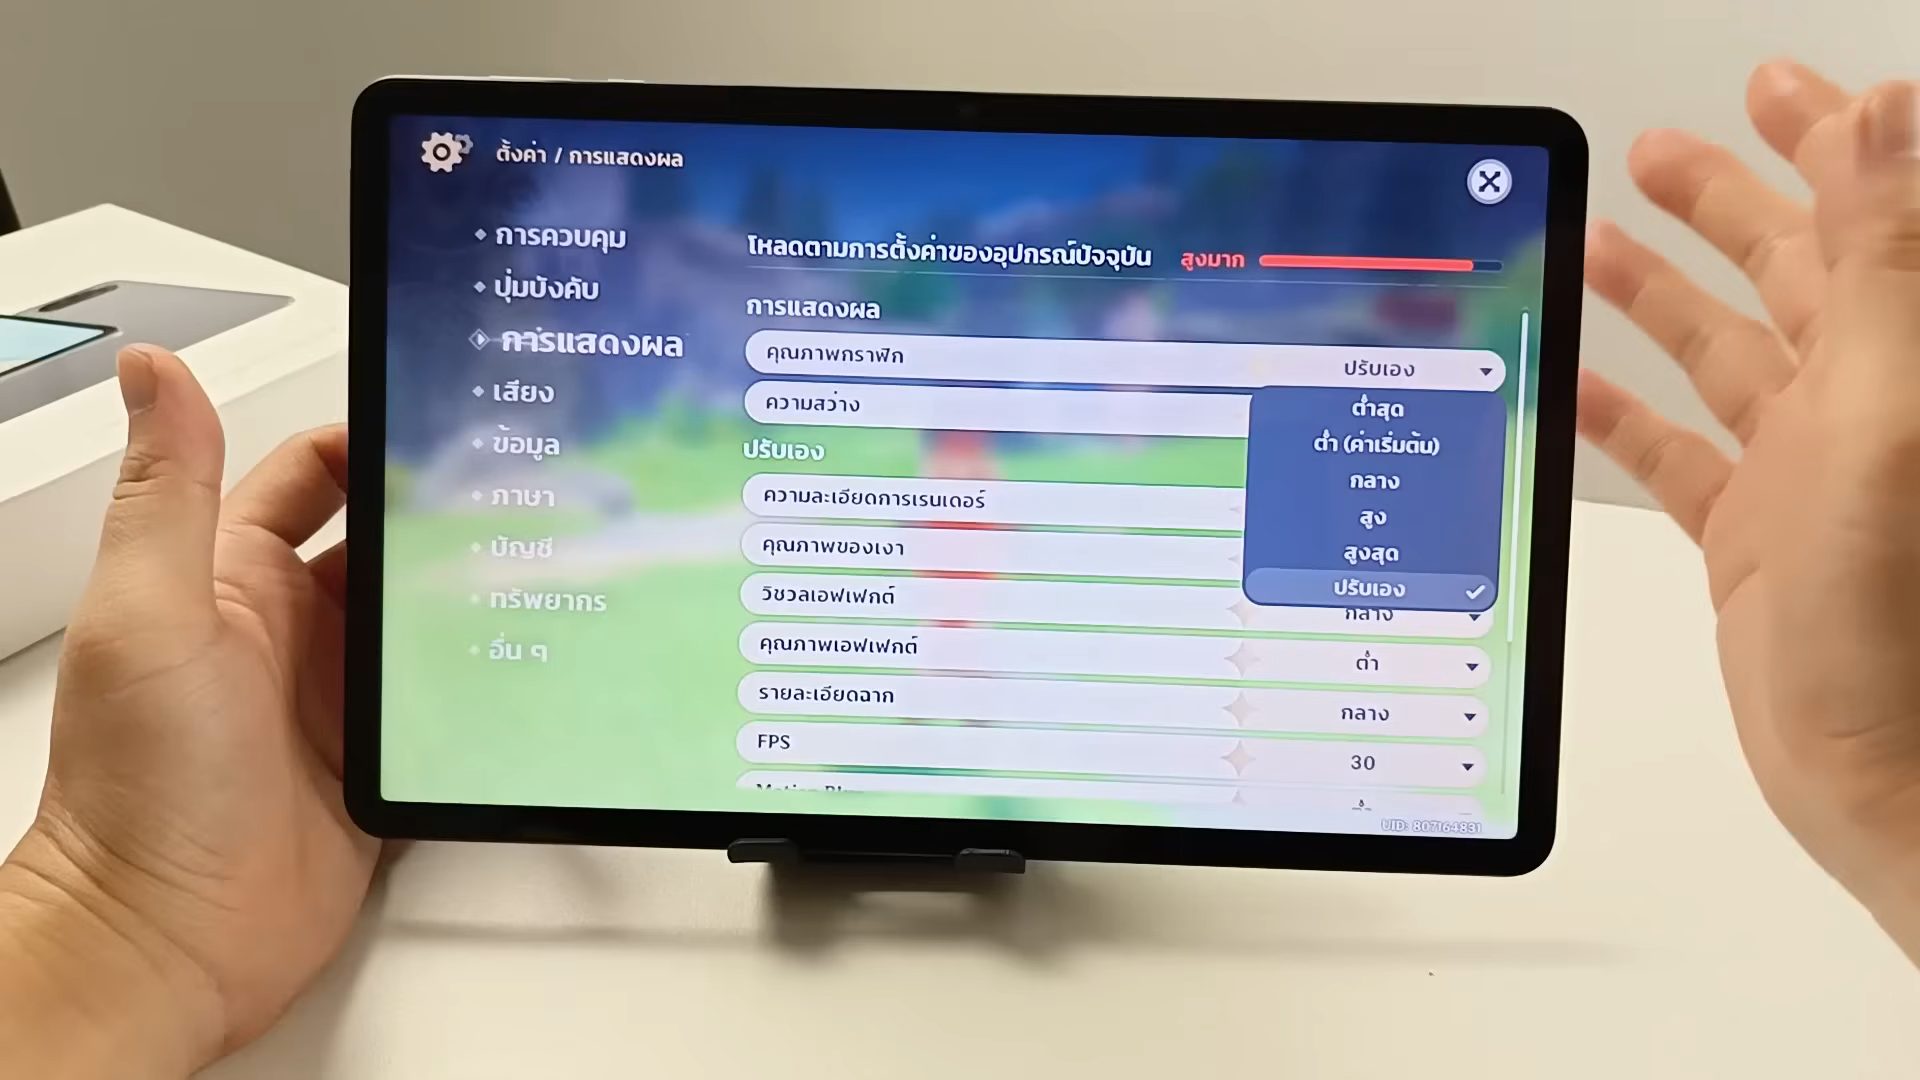 ตั้งค่า / การแสดงผล
การควบคุม
ปุ่มบังคับ
การแสดงผล
เสียง
ข้อมูล
ภาษา
บัญชี
ทรัพยากร
อื่น ๆ
โหลดตามการตั้งค่าของอุปกรณ์ปัจจุบัน สูงมาก
การแสดงผล
คุณภาพกราฟิก ปรับเอง
ความสว่าง
ต่ำสุด
ต่ำ (ค่าเริ่มต้น)
กลาง
สูง
สูงสุด
ปรับเอง
ปรับเอง
ความละเอียดการเรนเดอร์
คุณภาพของเงา
วิชวลเอฟเฟกต์ กลาง
คุณภาพเอฟเฟกต์ ต่ำ
รายละเอียดฉาก กลาง
FPS 30
UID: 807164831